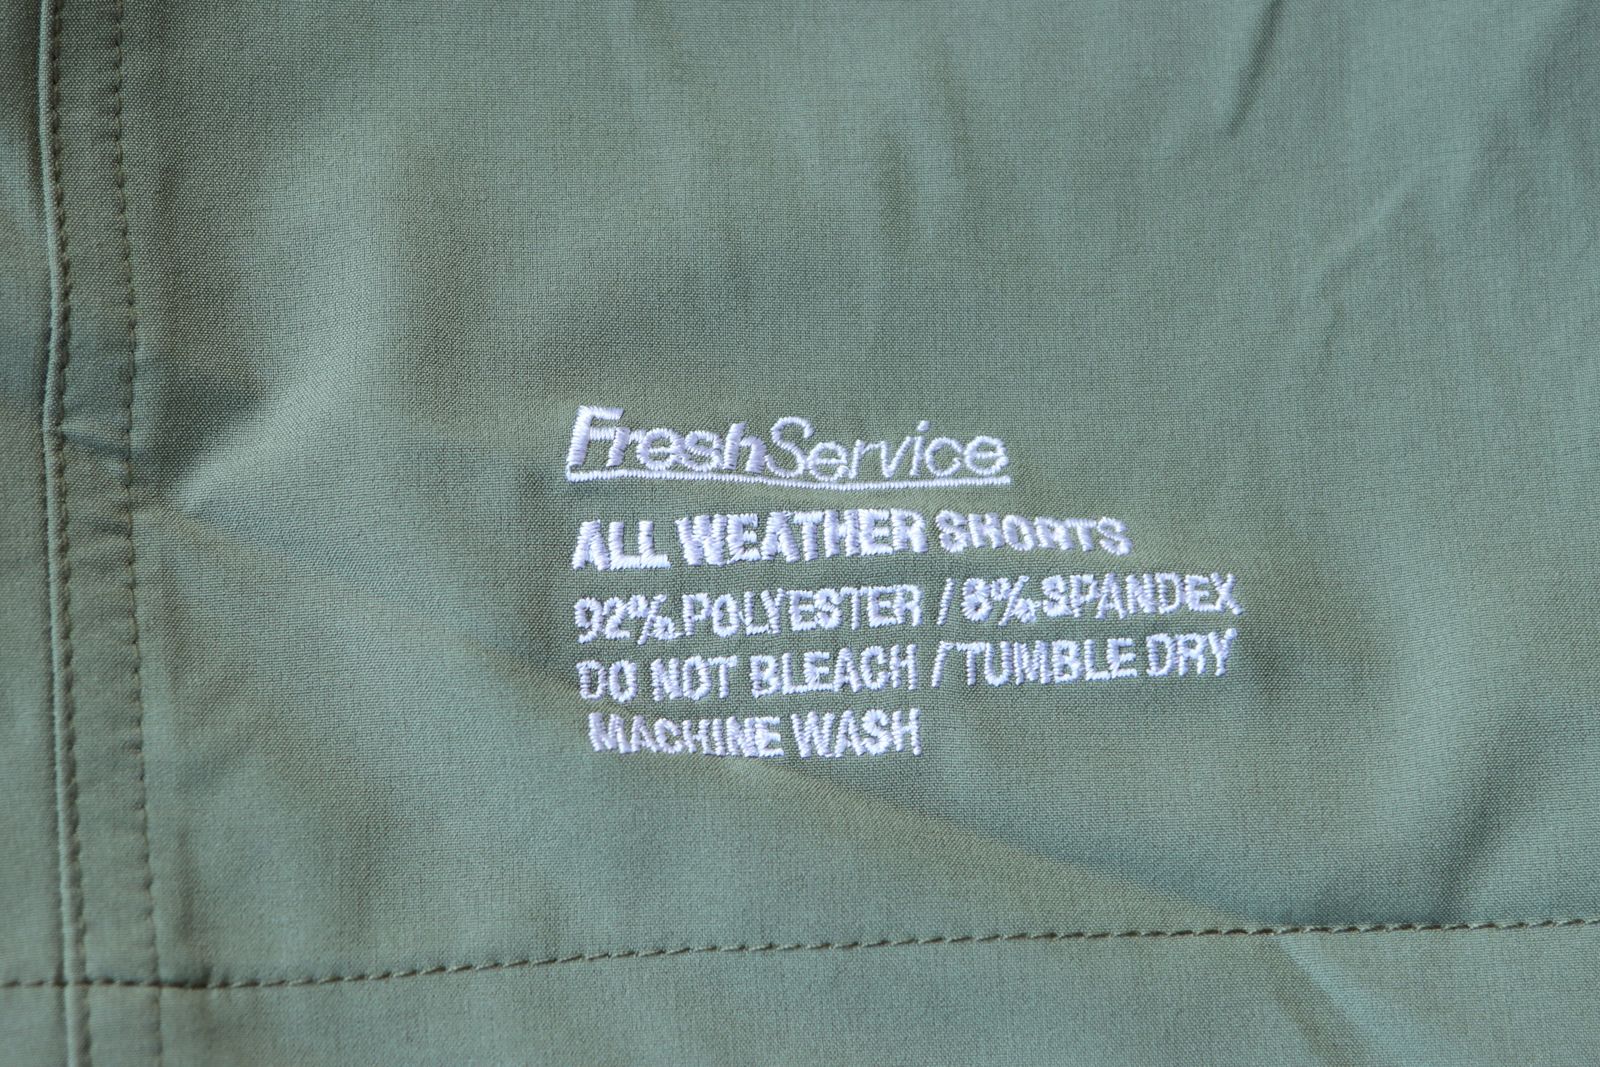 FreshService
ALL WEATHER SHORTS
92% POLYESTER / 8% SPANDEX
DO NOT BLEACH / TUMBLE DRY
MACHINE WASH